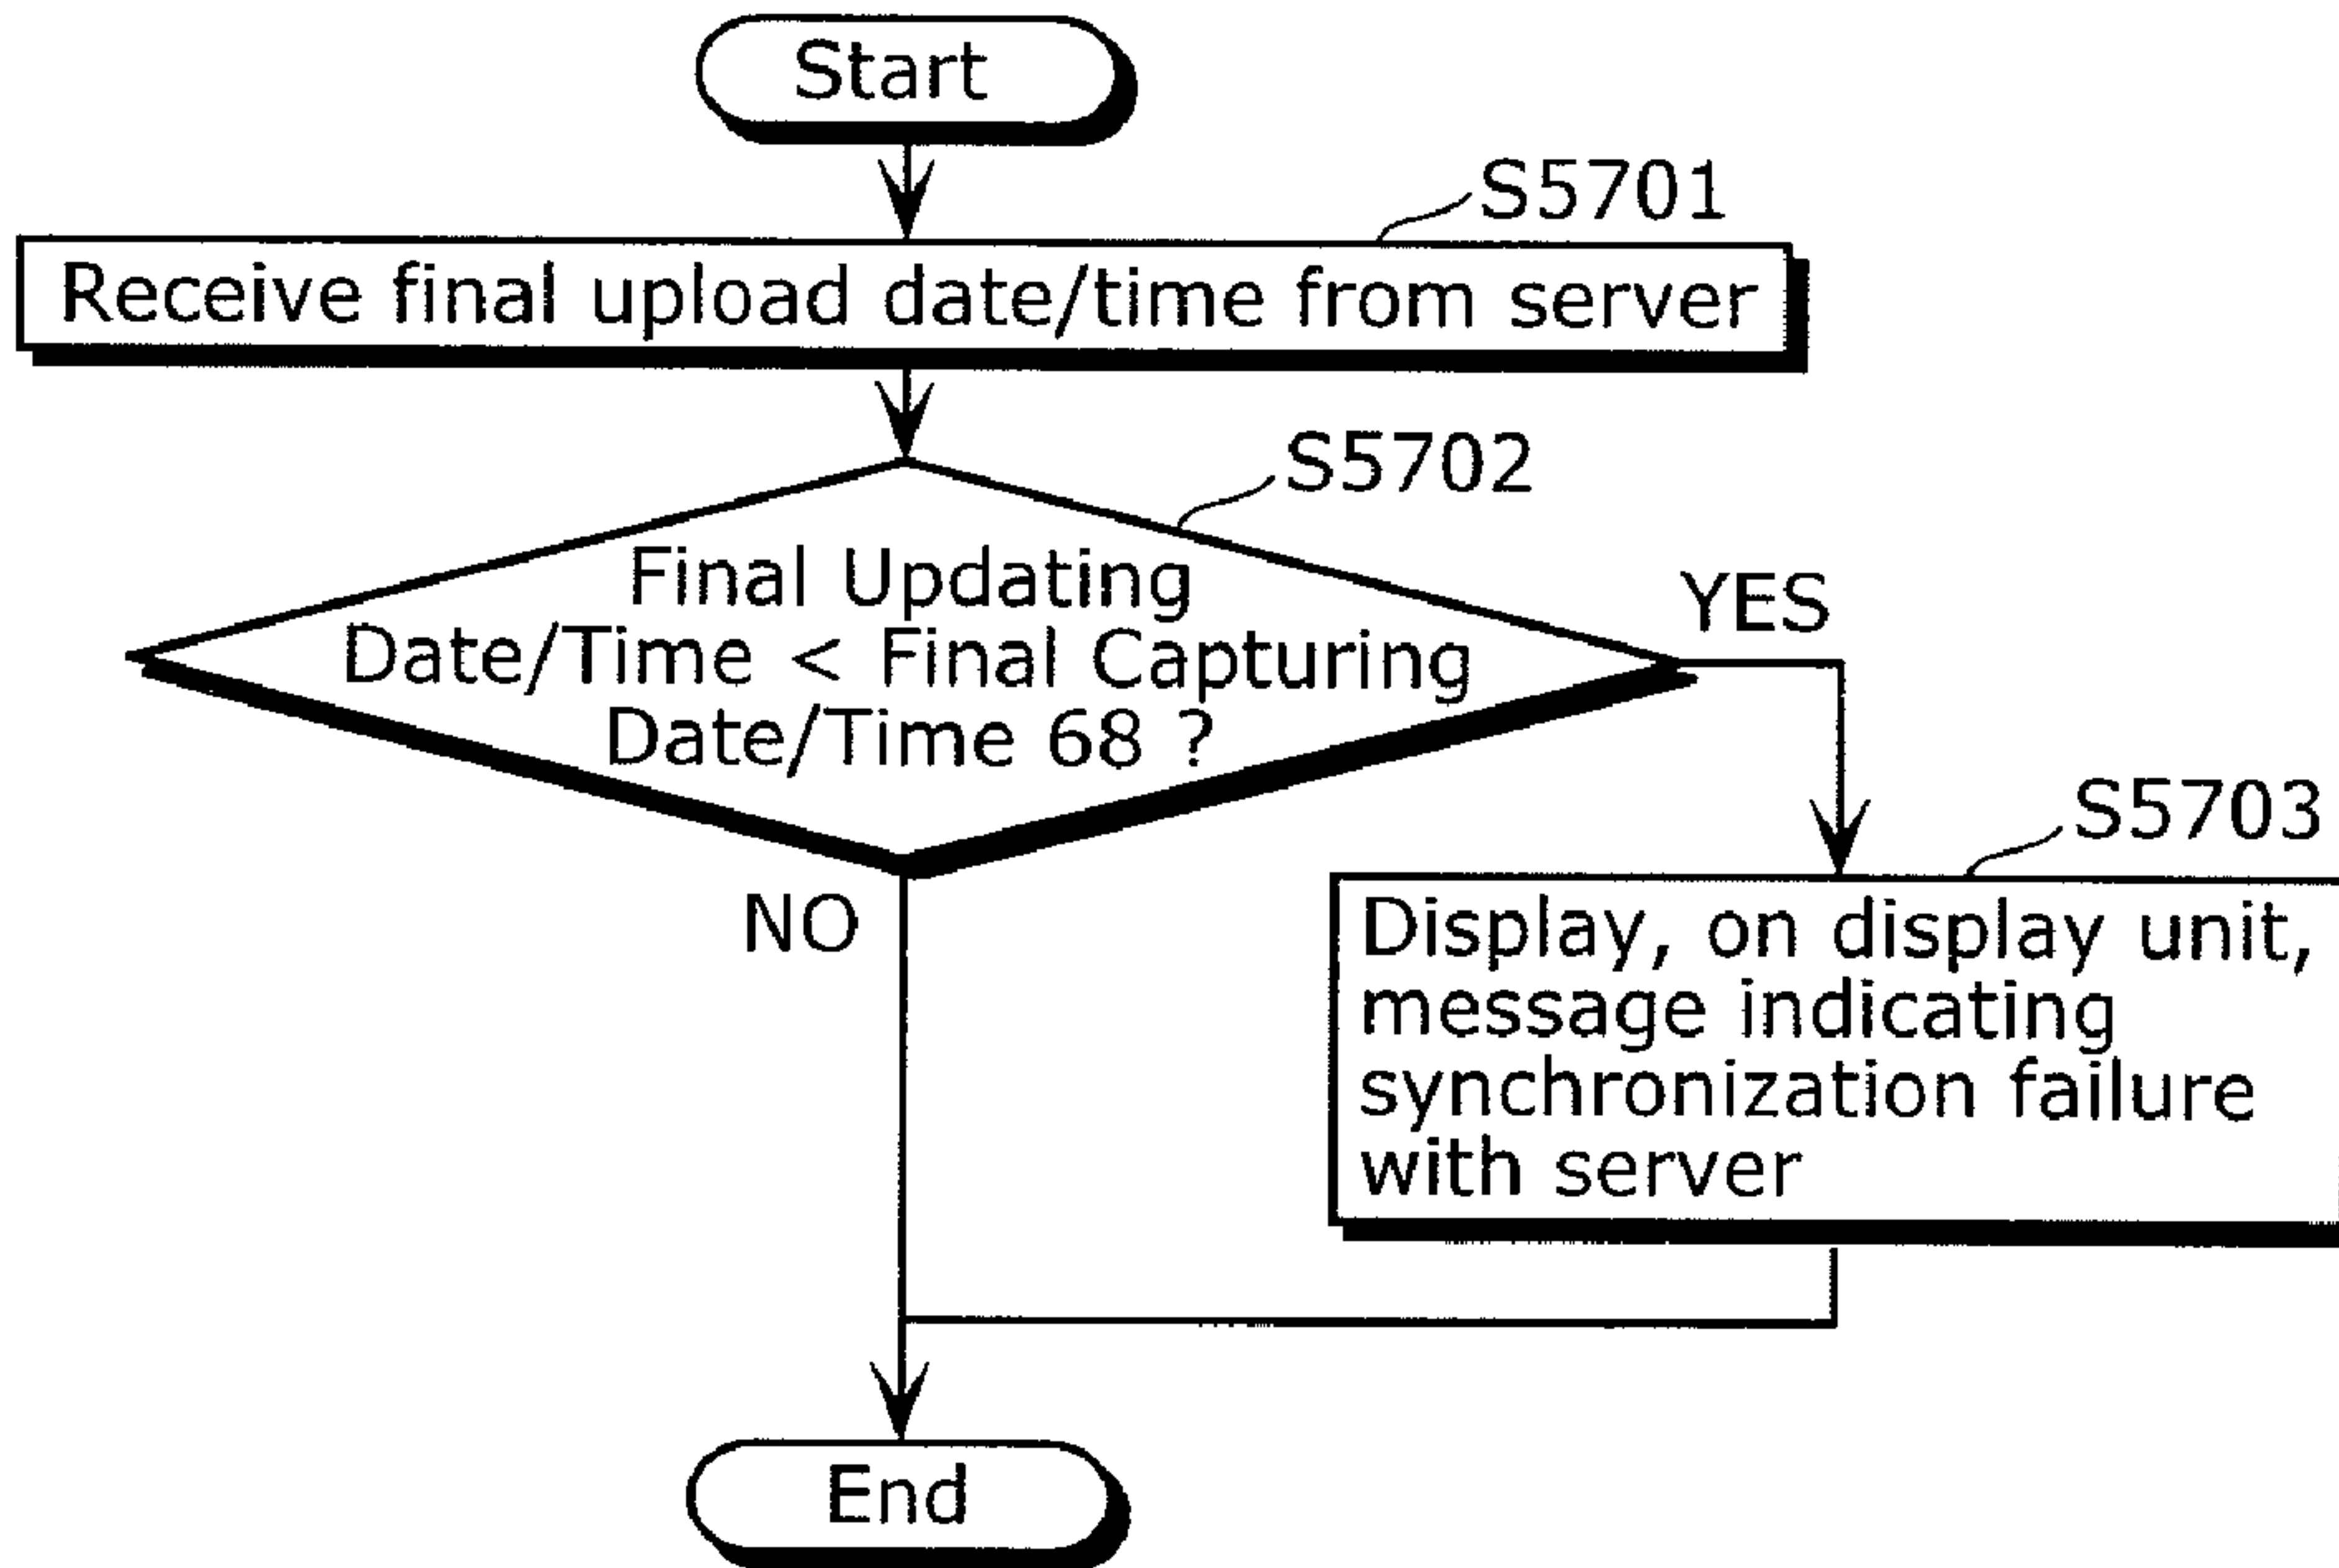 Start
S5701
Receive final upload date/time from server
S5702
Final Updating
Date/Time < Final Capturing
Date/Time 68 ?
YES
NO
S5703
Display, on display unit,
message indicating
synchronization failure
with server
End